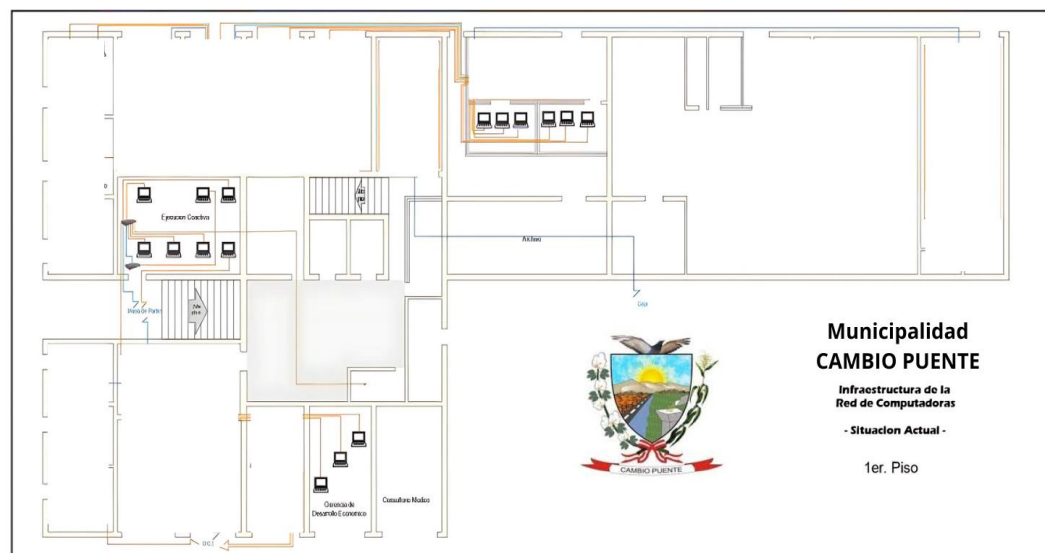 Ejecucion Coactiva
Archivo
Mesa de Partes
Caja
Municipalidad
CAMBIO PUENTE
Infraestructura de la
Red de Computadoras
- Situacion Actual -
1er. Piso
CAMBIO PUENTE
Gerencia de
Desarrollo Economico
Consultorio Medico